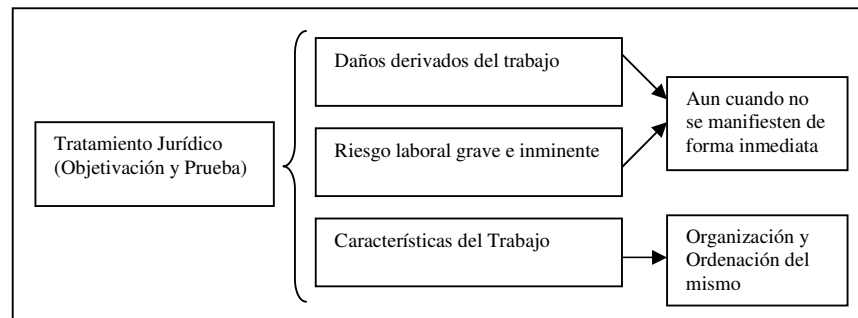 Tratamiento Jurídico
(Objetivación y Prueba)
Daños derivados del trabajo
Riesgo laboral grave e inminente
Características del Trabajo
Aun cuando no
se manifiesten de
forma inmediata
Organización y
Ordenación del
mismo